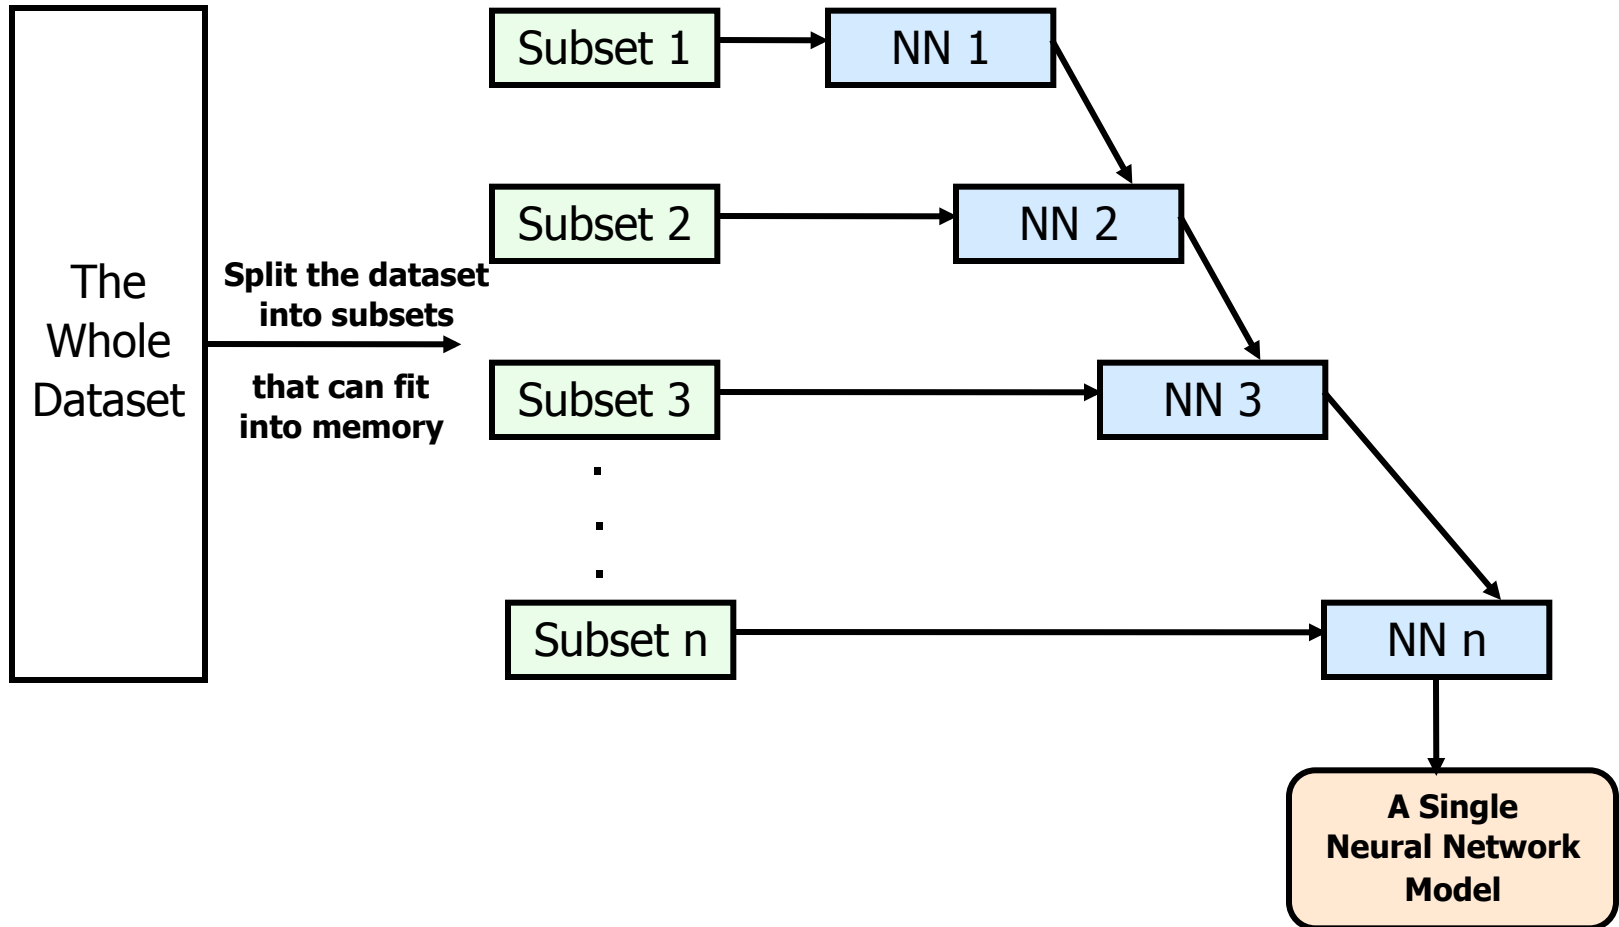 The
Whole
Dataset
Split the dataset
into subsets
that can fit
into memory
Subset 1
NN 1
Subset 2
NN 2
Subset 3
NN 3
.
.
.
Subset n
NN n
A Single
Neural Network
Model